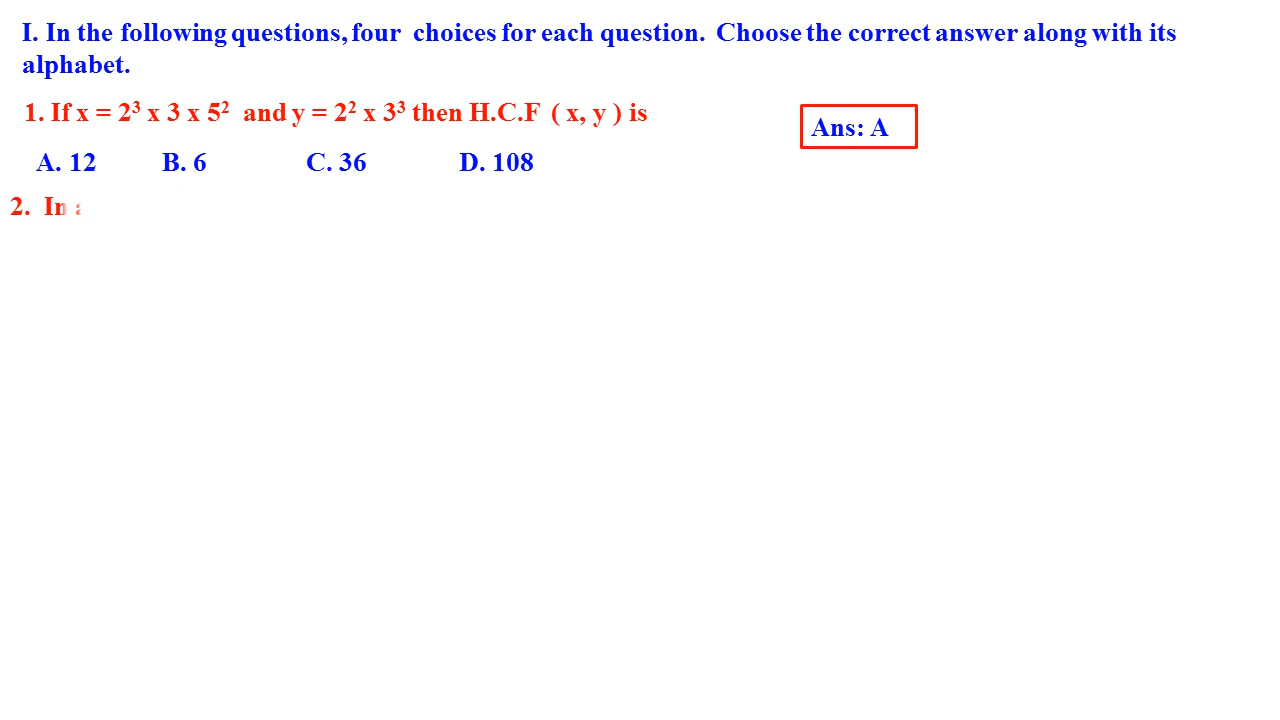 I. In the following questions, four choices for each question. Choose the correct answer along with its
alphabet.
1. If x = 2³ x 3 x 5² and y = 2² x 3³ then H.C.F ( x, y ) is
Ans: A
A. 12 B. 6 C. 36 D. 108
2. In